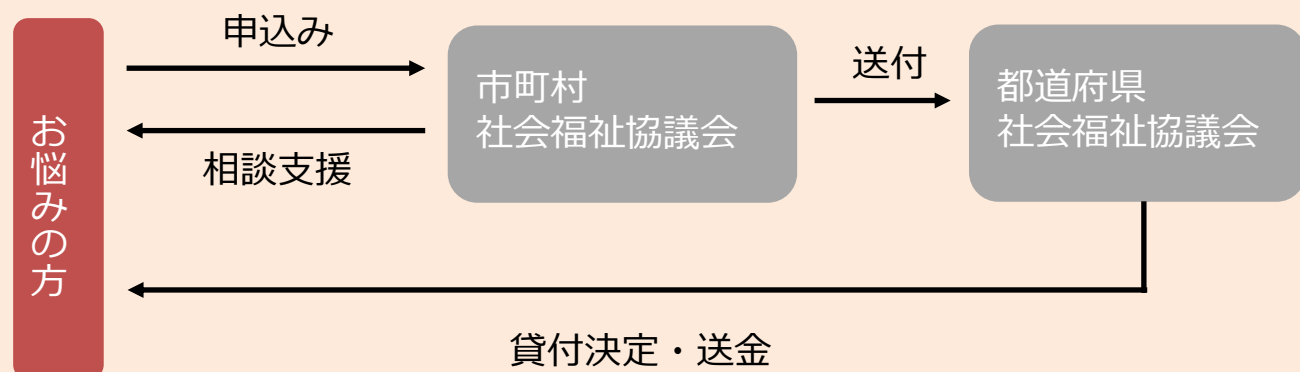 お悩みの方
申込み
相談支援
市町村
社会福祉協議会
送付
都道府県
社会福祉協議会
貸付決定・送金